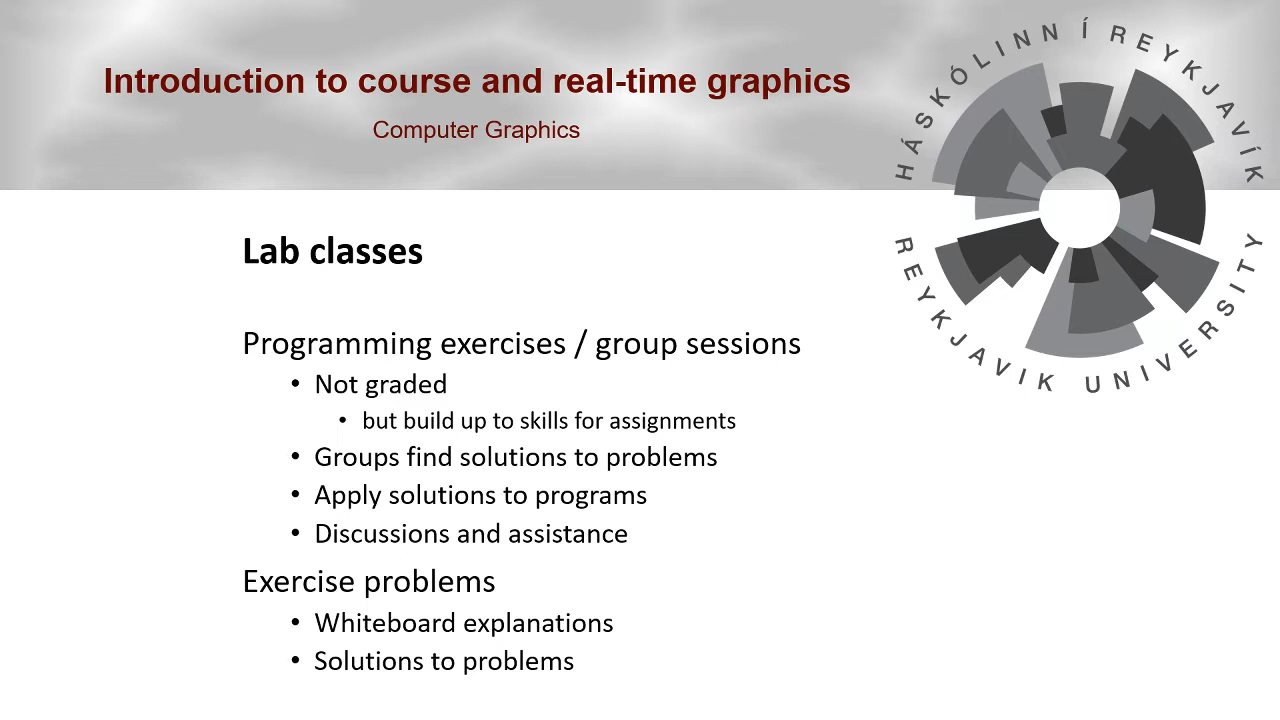 Introduction to course and real-time graphics
Computer Graphics
HÁSKÓLINN Í REYKJAVÍK
REYKJAVIK UNIVERSITY
Lab classes
Programming exercises / group sessions
• Not graded
• but build up to skills for assignments
• Groups find solutions to problems
• Apply solutions to programs
• Discussions and assistance
Exercise problems
• Whiteboard explanations
• Solutions to problems